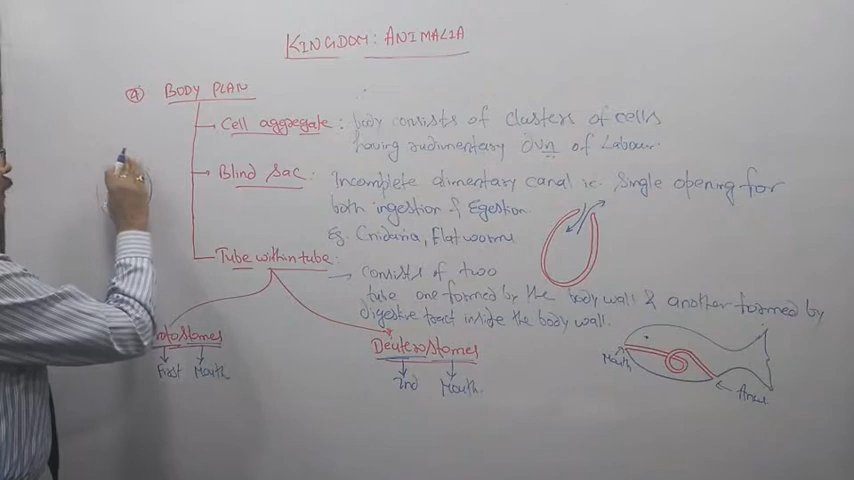 KINGDOM: ANIMALIA
④ BODY PLAN
Cell aggregate : body consists of clusters of cells
having rudimentary of Labour.
Blind sac : Incomplete alimentary canal i.e. single opening for
both ingestion & Egestion
Eg. Cnidaria, Flatworms
Tube within tube :
consists of two
tube one formed by the body wall & another formed by
digestive tract inside the body wall.
otostomes
First Mouth
Deuterostomes
2nd Mouth.
Mouth
Anus